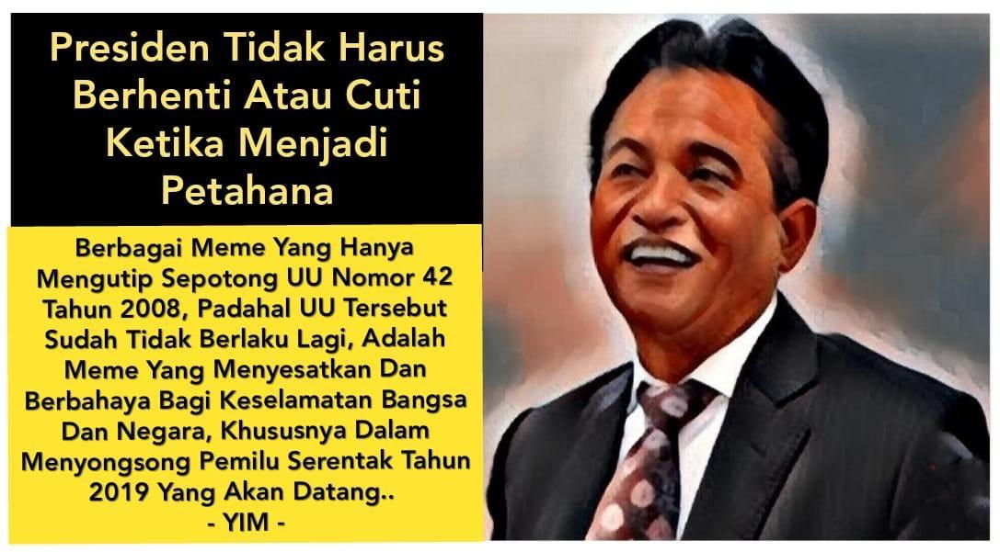 Presiden Tidak Harus
Berhenti Atau Cuti
Ketika Menjadi
Petahana
Berbagai Meme Yang Hanya
Mengutip Sepotong UU Nomor 42
Tahun 2008, Padahal UU Tersebut
Sudah Tidak Berlaku Lagi, Adalah
Meme Yang Menyesatkan Dan
Berbahaya Bagi Keselamatan Bangsa
Dan Negara, Khususnya Dalam
Menyongsong Pemilu Serentak Tahun
2019 Yang Akan Datang..
- YIM -